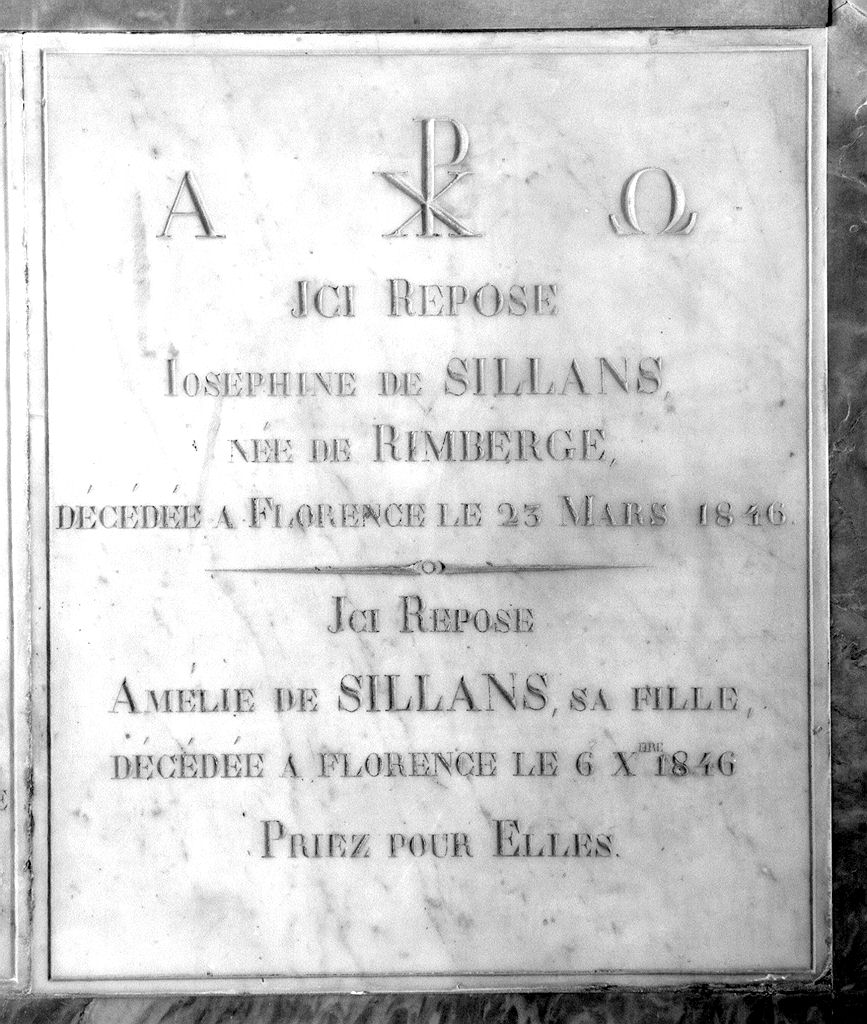 Α ☧ Ω
JCI REPOSE
IOSEPHINE DE SILLANS,
NÉE DE RIMBERGE,
DÉCÉDÉE A FLORENCE LE 23 MARS 1846.
JCI REPOSE
AMÉLIE DE SILLANS, SA FILLE,
DÉCÉDÉE A FLORENCE LE 6 XBRE 1846
PRIEZ POUR ELLES.